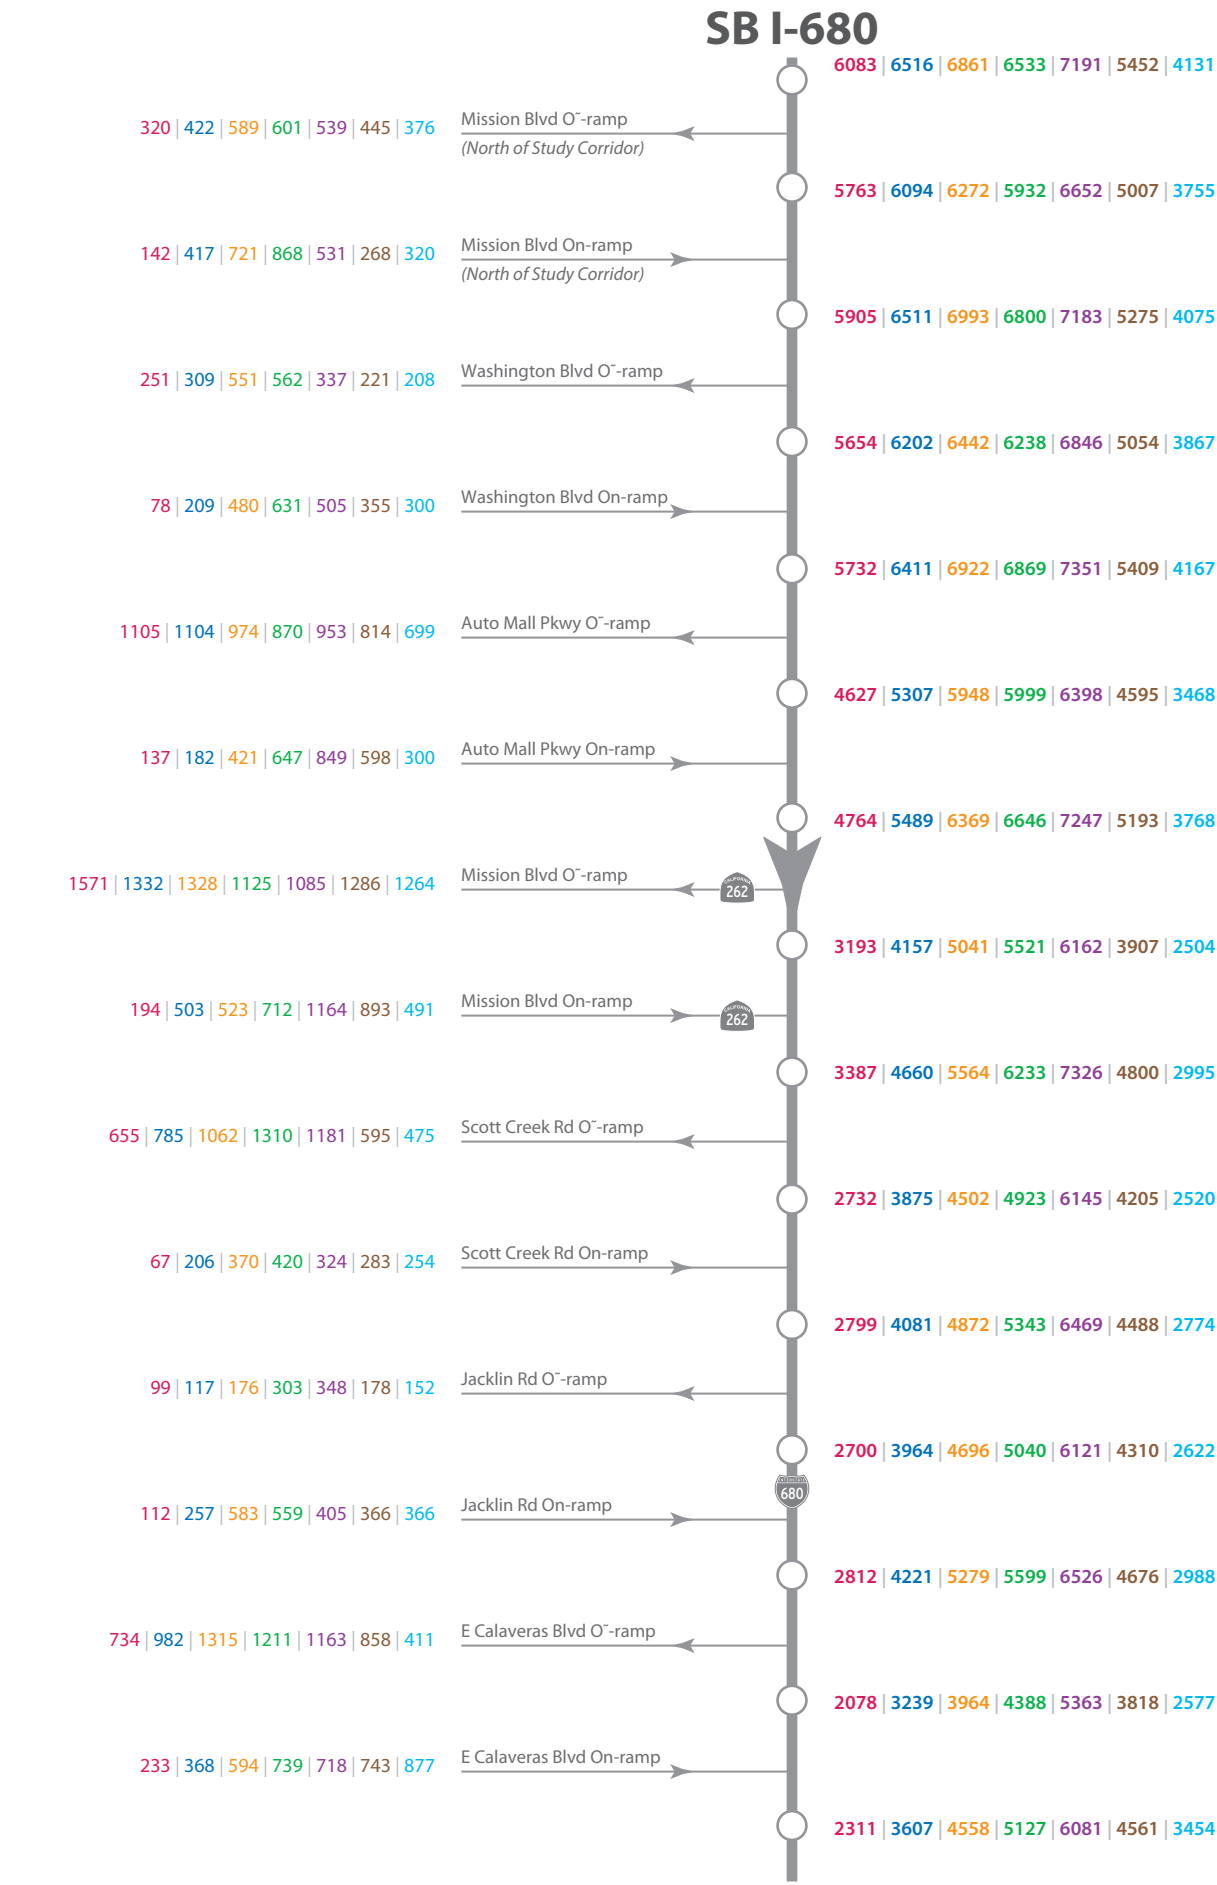 SB I-680
6083 | 6516 | 6861 | 6533 | 7191 | 5452 | 4131
320 | 422 | 589 | 601 | 539 | 445 | 376 Mission Blvd O˜-ramp
(North of Study Corridor)
5763 | 6094 | 6272 | 5932 | 6652 | 5007 | 3755
142 | 417 | 721 | 868 | 531 | 268 | 320 Mission Blvd On-ramp
(North of Study Corridor)
5905 | 6511 | 6993 | 6800 | 7183 | 5275 | 4075
251 | 309 | 551 | 562 | 337 | 221 | 208 Washington Blvd O˜-ramp
5654 | 6202 | 6442 | 6238 | 6846 | 5054 | 3867
78 | 209 | 480 | 631 | 505 | 355 | 300 Washington Blvd On-ramp
5732 | 6411 | 6922 | 6869 | 7351 | 5409 | 4167
1105 | 1104 | 974 | 870 | 953 | 814 | 699 Auto Mall Pkwy O˜-ramp
4627 | 5307 | 5948 | 5999 | 6398 | 4595 | 3468
137 | 182 | 421 | 647 | 849 | 598 | 300 Auto Mall Pkwy On-ramp
4764 | 5489 | 6369 | 6646 | 7247 | 5193 | 3768
1571 | 1332 | 1328 | 1125 | 1085 | 1286 | 1264 Mission Blvd O˜-ramp
CALIFORNIA
262
3193 | 4157 | 5041 | 5521 | 6162 | 3907 | 2504
194 | 503 | 523 | 712 | 1164 | 893 | 491 Mission Blvd On-ramp
CALIFORNIA
262
3387 | 4660 | 5564 | 6233 | 7326 | 4800 | 2995
655 | 785 | 1062 | 1310 | 1181 | 595 | 475 Scott Creek Rd O˜-ramp
2732 | 3875 | 4502 | 4923 | 6145 | 4205 | 2520
67 | 206 | 370 | 420 | 324 | 283 | 254 Scott Creek Rd On-ramp
2799 | 4081 | 4872 | 5343 | 6469 | 4488 | 2774
99 | 117 | 176 | 303 | 348 | 178 | 152 Jacklin Rd O˜-ramp
2700 | 3964 | 4696 | 5040 | 6121 | 4310 | 2622
680
112 | 257 | 583 | 559 | 405 | 366 | 366 Jacklin Rd On-ramp
2812 | 4221 | 5279 | 5599 | 6526 | 4676 | 2988
734 | 982 | 1315 | 1211 | 1163 | 858 | 411 E Calaveras Blvd O˜-ramp
2078 | 3239 | 3964 | 4388 | 5363 | 3818 | 2577
233 | 368 | 594 | 739 | 718 | 743 | 877 E Calaveras Blvd On-ramp
2311 | 3607 | 4558 | 5127 | 6081 | 4561 | 3454